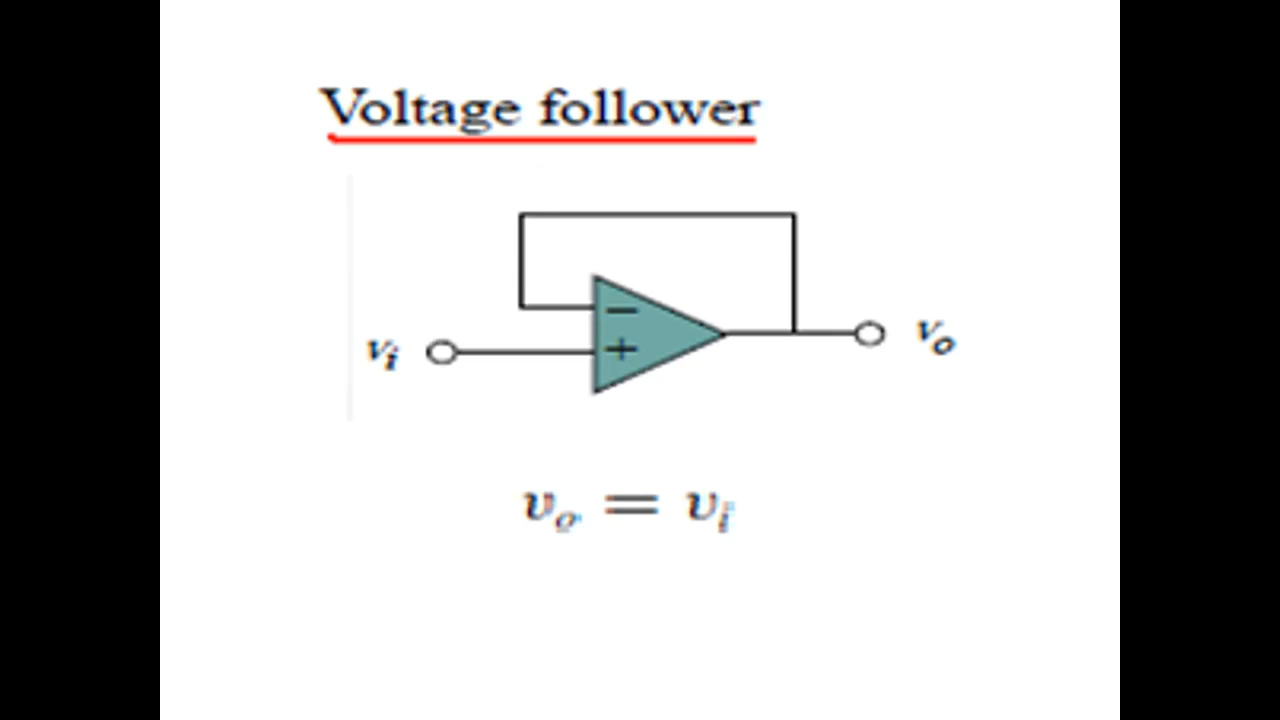 Voltage follower
−
+
vᵢ
vₒ
vₒ = vᵢ